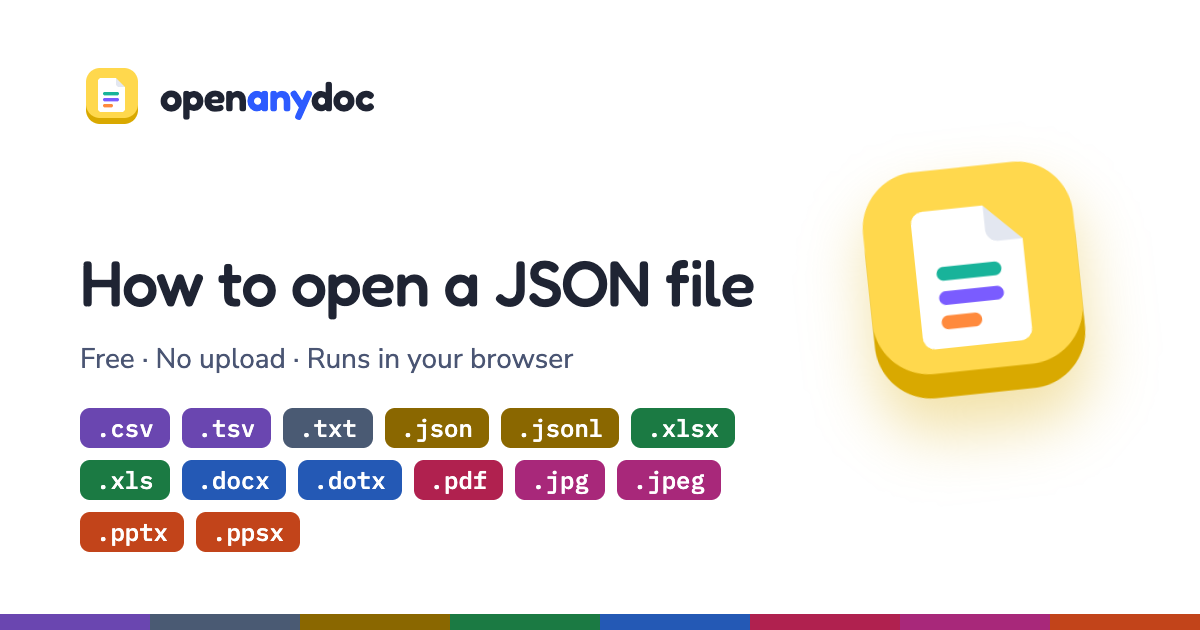 openanydoc
How to open a JSON file
Free · No upload · Runs in your browser
.csv .tsv .txt .json .jsonl .xlsx
.xls .docx .dotx .pdf .jpg .jpeg
.pptx .ppsx